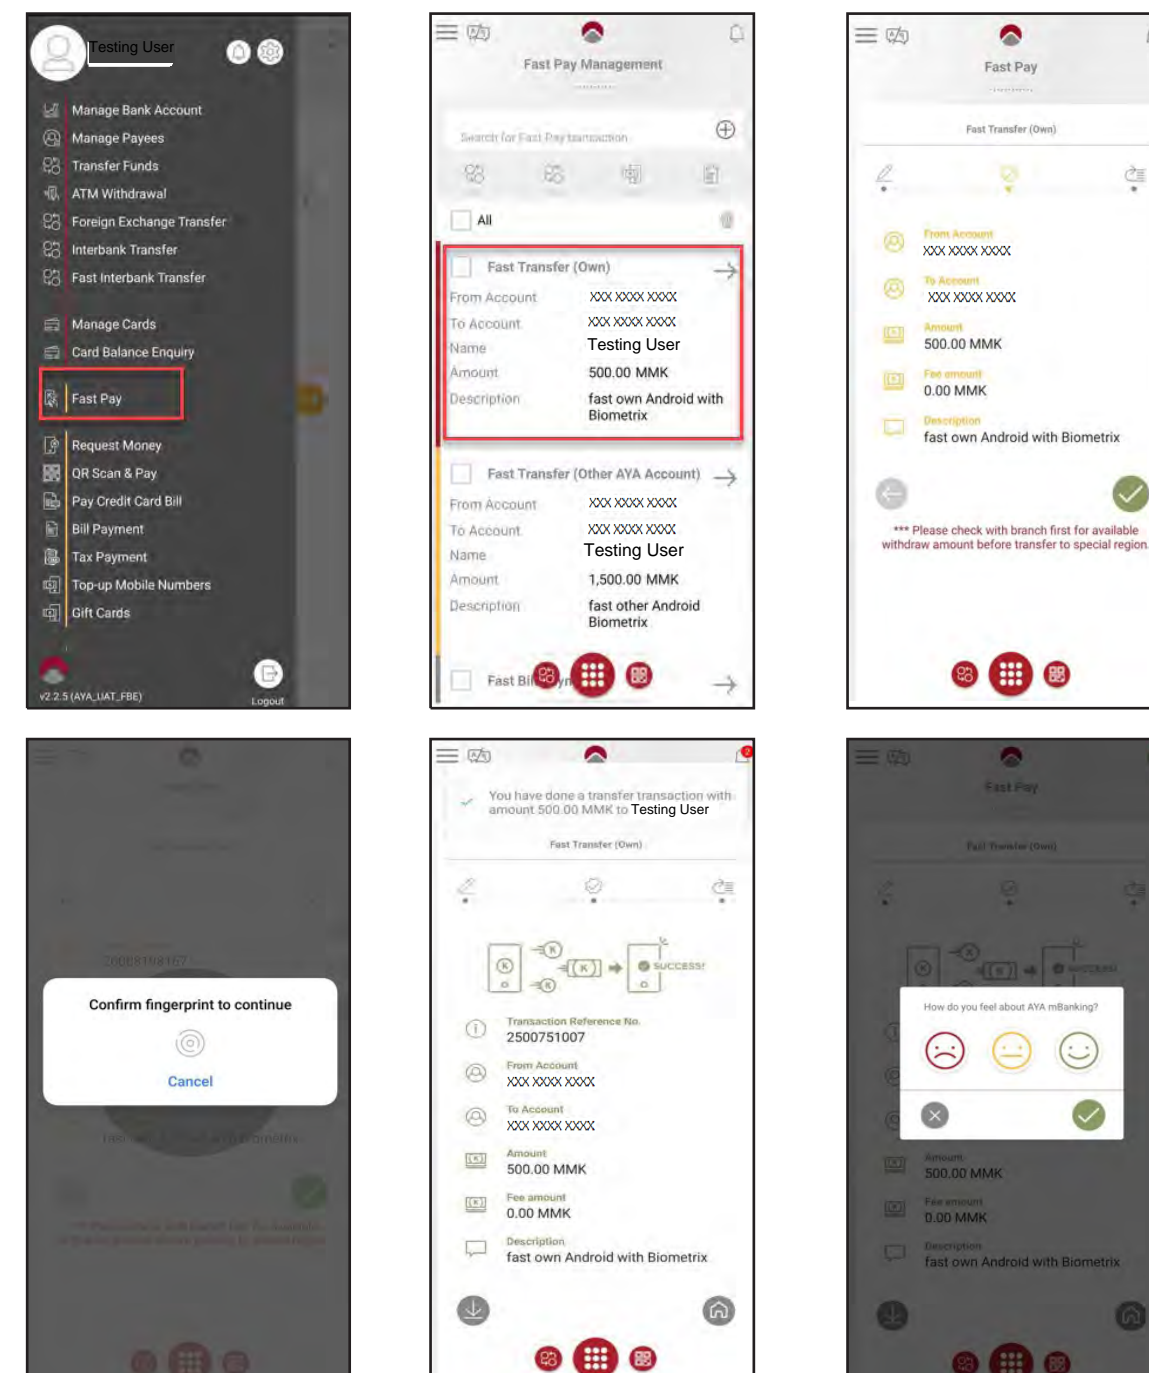 Testing User
Manage Bank Account
Manage Payees
Transfer Funds
ATM Withdrawal
Foreign Exchange Transfer
Interbank Transfer
Fast Interbank Transfer
Manage Cards
Card Balance Enquiry
Fast Pay
Request Money
QR Scan & Pay
Pay Credit Card Bill
Bill Payment
Tax Payment
Top-up Mobile Numbers
Gift Cards
v2.2.5 (AYA_UAT_FBE)
Logout
Fast Pay Management
Search for Fast Pay transaction
All
Fast Transfer (Own)
From Account XXX XXXX XXXX
To Account XXX XXXX XXXX
Name Testing User
Amount 500.00 MMK
Description fast own Android with
Biometrix
Fast Transfer (Other AYA Account)
From Account XXX XXXX XXXX
To Account XXX XXXX XXXX
Name Testing User
Amount 1,500.00 MMK
Description fast other Android
Biometrix
Fast Bil
Fast Pay
Fast Transfer (Own)
From Account
XXX XXXX XXXX
To Account
XXX XXXX XXXX
Amount
500.00 MMK
Fee amount
0.00 MMK
Description
fast own Android with Biometrix
*** Please check with branch first for available
withdraw amount before transfer to special region.
Confirm fingerprint to continue
Cancel
2
You have done a transfer transaction with
amount 500.00 MMK to Testing User
Fast Transfer (Own)
SUCCESS!
Transaction Reference No.
2500751007
From Account
XXX XXXX XXXX
To Account
XXX XXXX XXXX
Amount
500.00 MMK
Fee amount
0.00 MMK
Description
fast own Android with Biometrix
Fast Pay
Fast Transfer (Own)
SUCCESS!
How do you feel about AYA mBanking?
Amount
500.00 MMK
Fee amount
0.00 MMK
Description
fast own Android with Biometrix